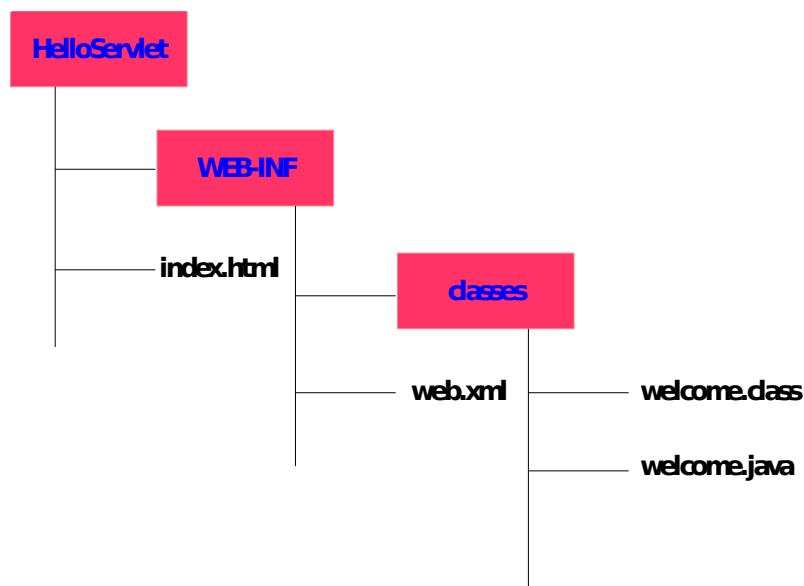 HelloServlet
WEB-INF
index.html
classes
web.xml
welcome.class
welcome.java